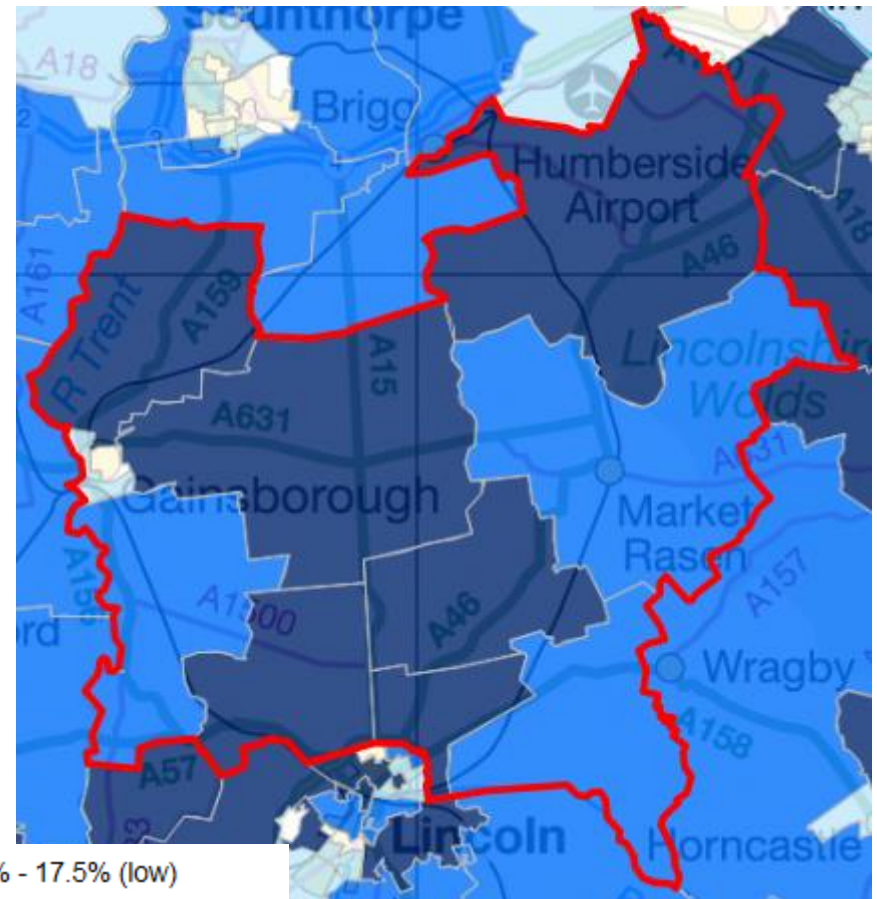 Scunthorpe
A18
Brigg
Humberside
Airport
A18
A46
A161
A159
R Trent
A15
Lincolnshire
Wolds
A631
A631
Gainsborough
Market
Rasen
A157
A1500
A46
Wragby
A158
A57
Lincoln
Horncastle
% - 17.5% (low)